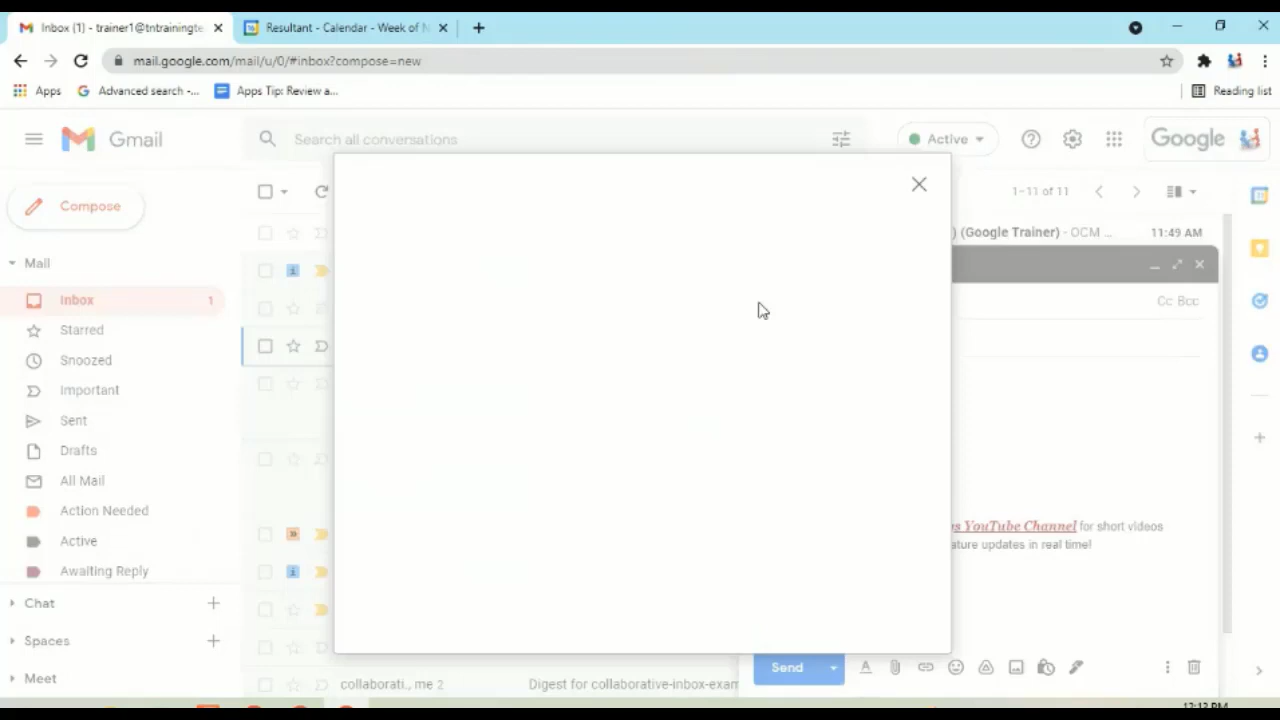 Inbox (1) - trainer1@tntrainingte
Resultant - Calendar - Week of N
mail.google.com/mail/u/0/#inbox?compose=new
Apps
Advanced search -...
Apps Tip: Review a...
Reading list
Gmail
Search all conversations
Active
Google
Compose
1–11 of 11
) (Google Trainer) - OCM ...
11:49 AM
Mail
Inbox
1
Cc Bcc
Starred
Snoozed
Important
Sent
Drafts
All Mail
Action Needed
s YouTube Channel for short videos
Active
ature updates in real time!
Awaiting Reply
Chat
Spaces
Send
Meet
collaborati., me 2
Digest for collaborative-inbox-exam
12:13 PM